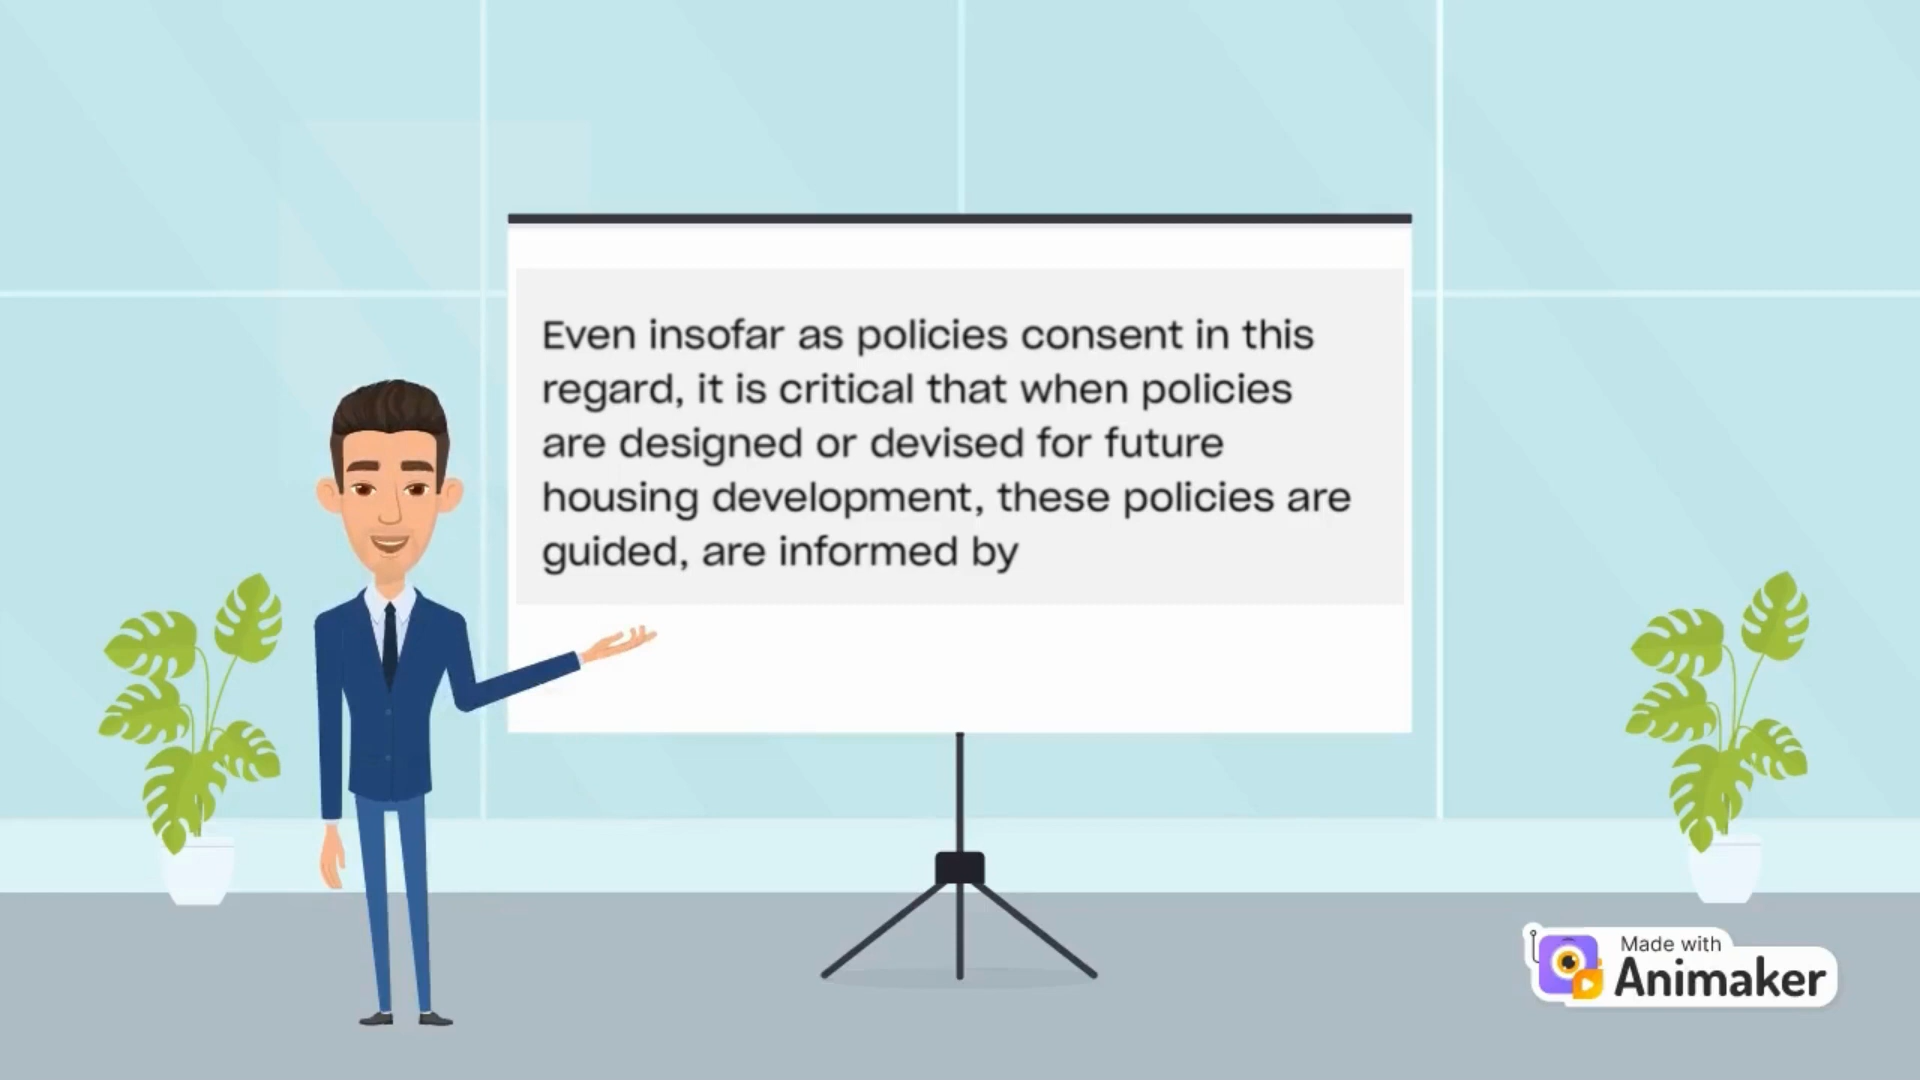 Even insofar as policies consent in this
regard, it is critical that when policies
are designed or devised for future
housing development, these policies are
guided, are informed by
Made with
Animaker